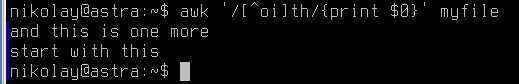 nikolay@astra:~$ awk '/[^oi]th/{print $0}' myfile
and this is one more
start with this
nikolay@astra:~$